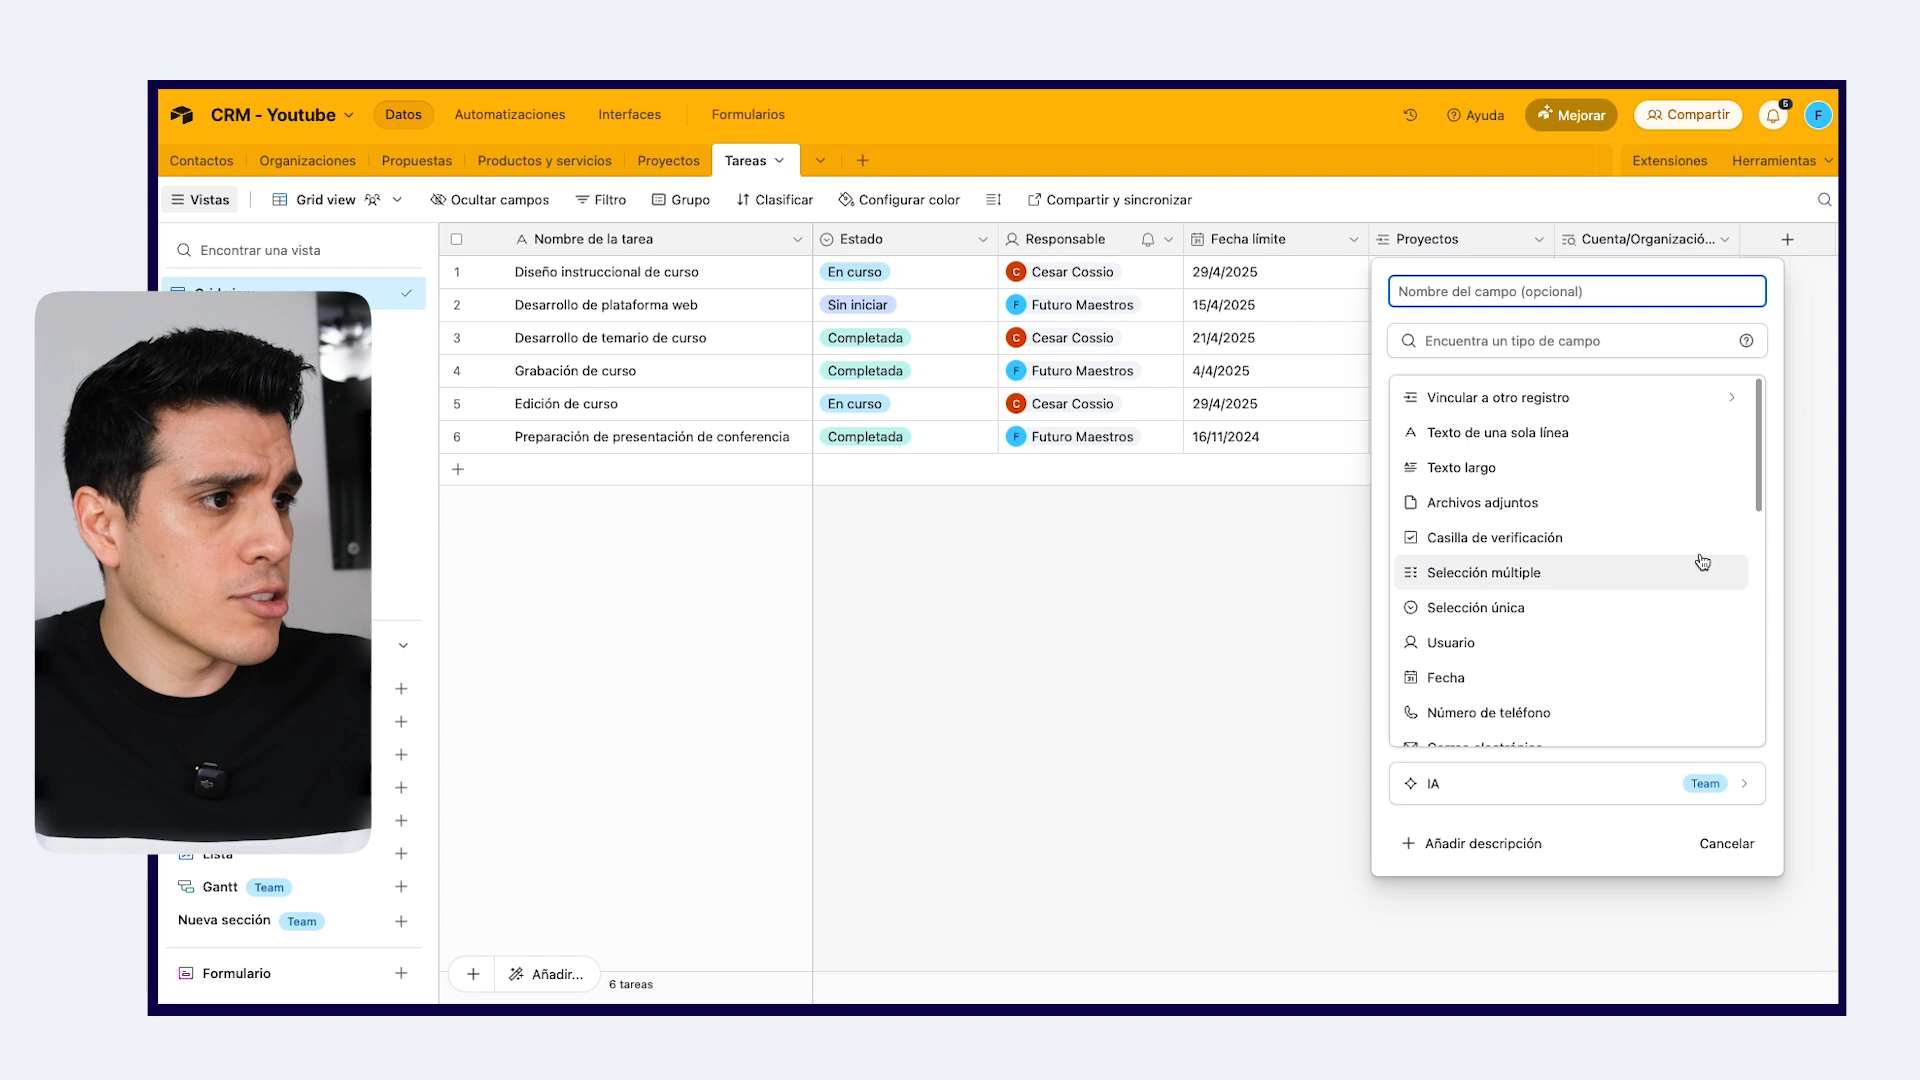 CRM - Youtube
Datos
Automatizaciones
Interfaces
Formularios
Ayuda
Mejorar
Compartir
6
F
Contactos
Organizaciones
Propuestas
Productos y servicios
Proyectos
Tareas
Extensiones
Herramientas
Vistas
Grid view
Ocultar campos
Filtro
Grupo
Clasificar
Configurar color
Compartir y sincronizar
Encontrar una vista
Nombre de la tarea
Estado
Responsable
Fecha límite
Proyectos
Cuenta/Organizació...
1 Diseño instruccional de curso En curso C Cesar Cossio 29/4/2025
2 Desarrollo de plataforma web Sin iniciar F Futuro Maestros 15/4/2025
3 Desarrollo de temario de curso Completada C Cesar Cossio 21/4/2025
4 Grabación de curso Completada F Futuro Maestros 4/4/2025
5 Edición de curso En curso C Cesar Cossio 29/4/2025
6 Preparación de presentación de conferencia Completada F Futuro Maestros 16/11/2024
Nombre del campo (opcional)
Encuentra un tipo de campo
Vincular a otro registro
Texto de una sola línea
Texto largo
Archivos adjuntos
Casilla de verificación
Selección múltiple
Selección única
Usuario
Fecha
Número de teléfono
IA Team
Añadir descripción
Cancelar
Lista
Gantt Team
Nueva sección Team
Formulario
Añadir...
6 tareas